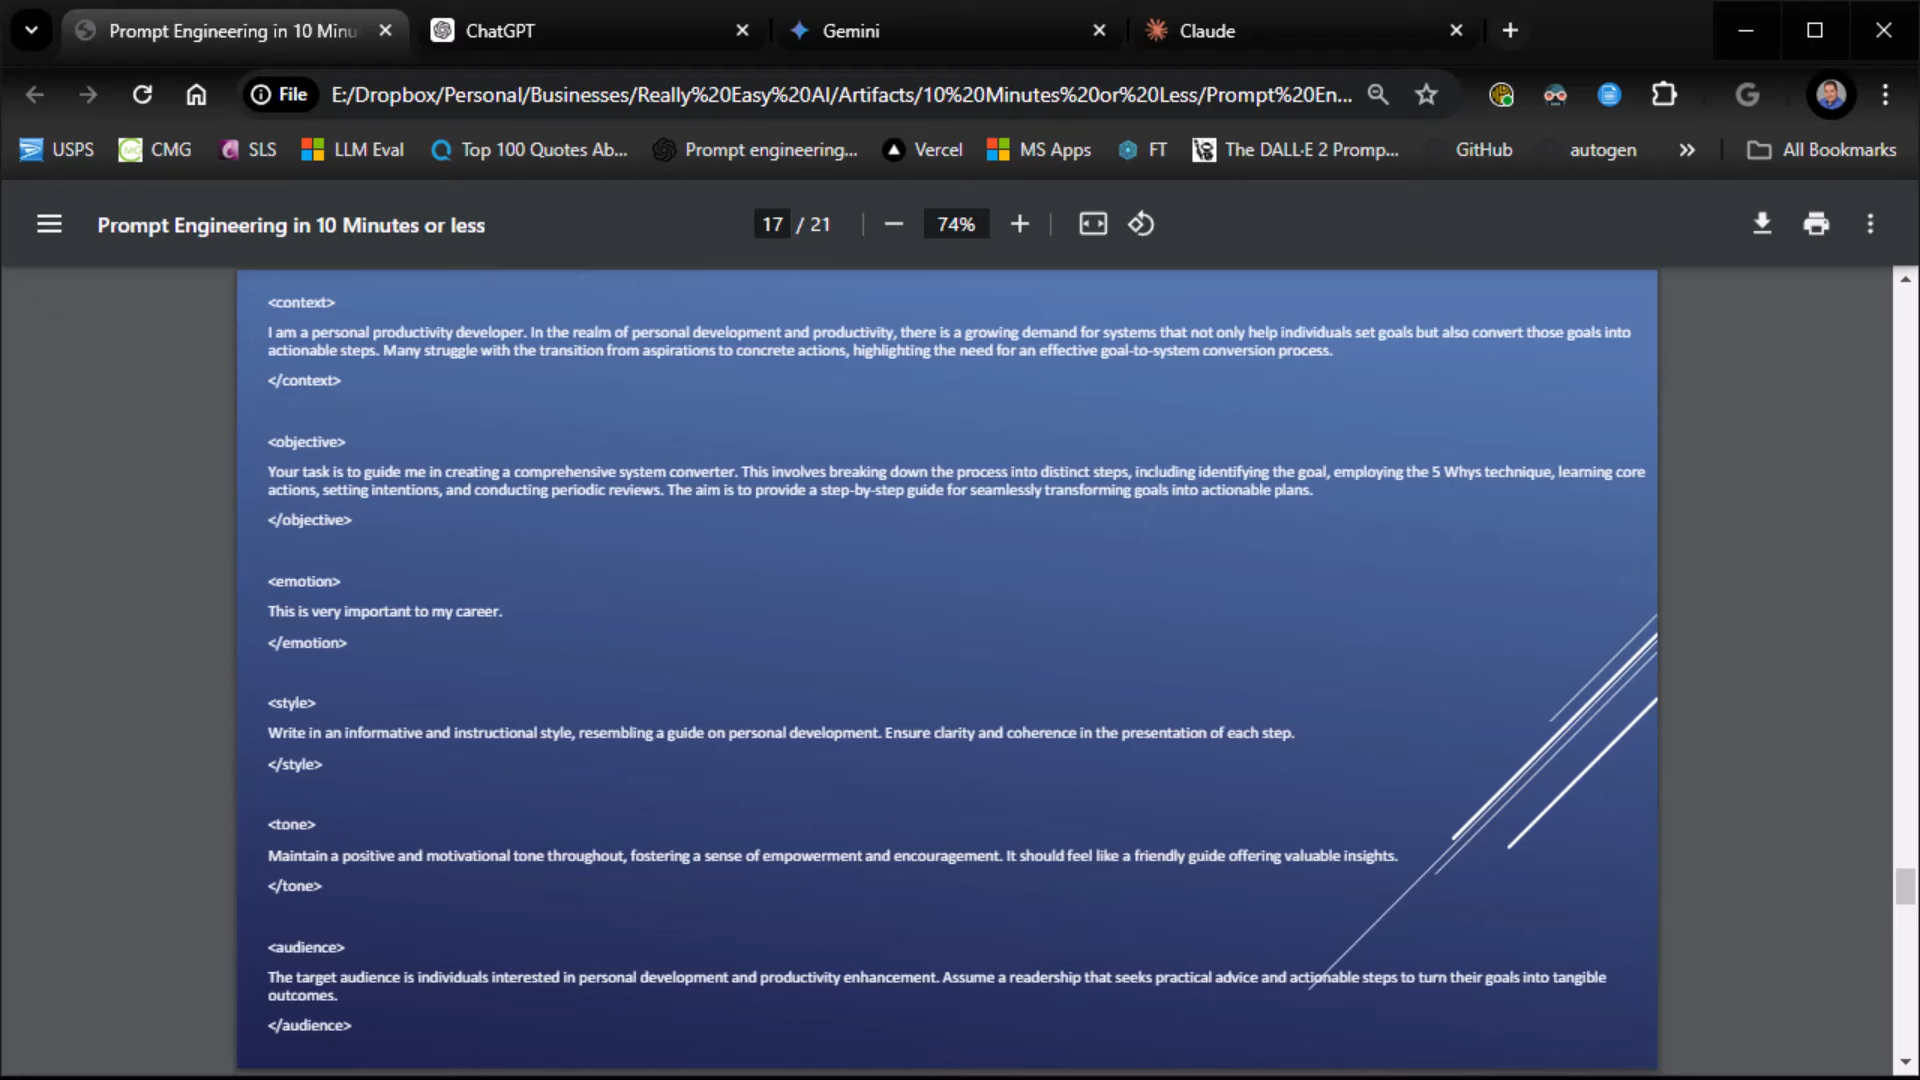 Prompt Engineering in 10 Minu
ChatGPT
Gemini
Claude
File
E:/Dropbox/Personal/Businesses/Really%20Easy%20AI/Artifacts/10%20Minutes%20or%20Less/Prompt%20En...
USPS
CMG
SLS
LLM Eval
Top 100 Quotes Ab...
Prompt engineering...
Vercel
MS Apps
FT
The DALL·E 2 Promp...
GitHub
autogen
All Bookmarks
Prompt Engineering in 10 Minutes or less
17 / 21
74%
<context>
I am a personal productivity developer. In the realm of personal development and productivity, there is a growing demand for systems that not only help individuals set goals but also convert those goals into
actionable steps. Many struggle with the transition from aspirations to concrete actions, highlighting the need for an effective goal-to-system conversion process.
</context>
<objective>
Your task is to guide me in creating a comprehensive system converter. This involves breaking down the process into distinct steps, including identifying the goal, employing the 5 Whys technique, learning core
actions, setting intentions, and conducting periodic reviews. The aim is to provide a step-by-step guide for seamlessly transforming goals into actionable plans.
</objective>
<emotion>
This is very important to my career.
</emotion>
<style>
Write in an informative and instructional style, resembling a guide on personal development. Ensure clarity and coherence in the presentation of each step.
</style>
<tone>
Maintain a positive and motivational tone throughout, fostering a sense of empowerment and encouragement. It should feel like a friendly guide offering valuable insights.
</tone>
<audience>
The target audience is individuals interested in personal development and productivity enhancement. Assume a readership that seeks practical advice and actionable steps to turn their goals into tangible
outcomes.
</audience>